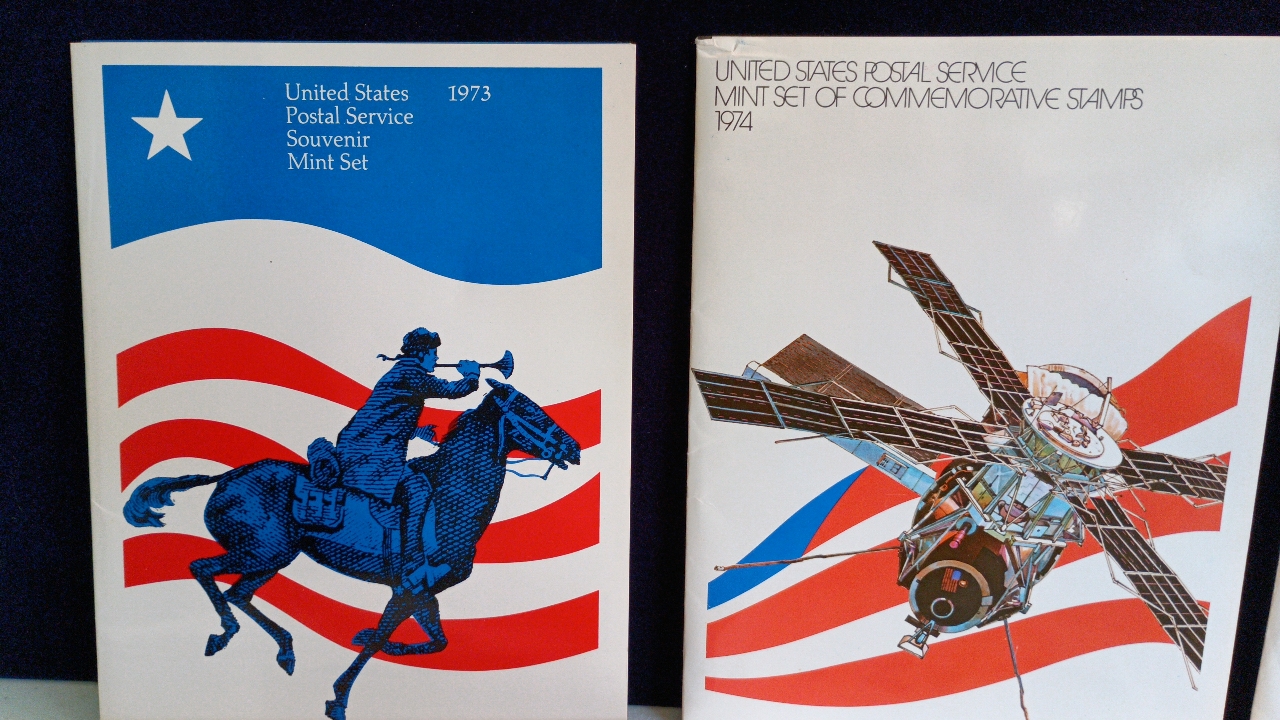 United States 1973
Postal Service
Souvenir
Mint Set
UNITED STATES POSTAL SERVICE
MINT SET OF COMMEMORATIVE STAMPS
1974